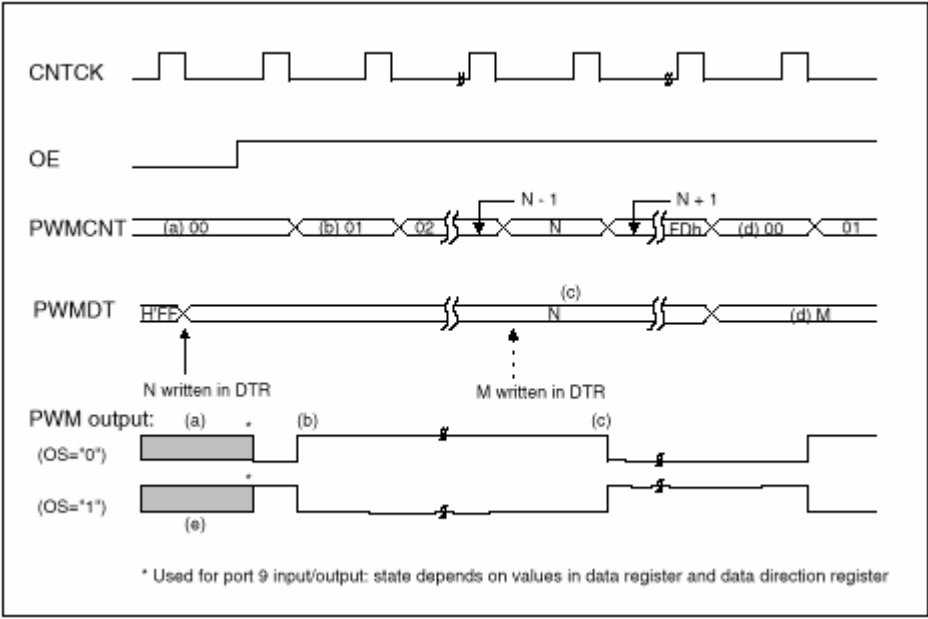 CNTCK
OE
N - 1
N + 1
PWMCNT
(a) 00
(b) 01
02
N
FDh
(d) 00
01
(c)
PWMDT
H'FF
N
(d) M
N written in DTR
M written in DTR
PWM output:
(a)
*
(b)
(c)
(OS="0")
*
(OS="1")
(e)
* Used for port 9 input/output: state depends on values in data register and data direction register